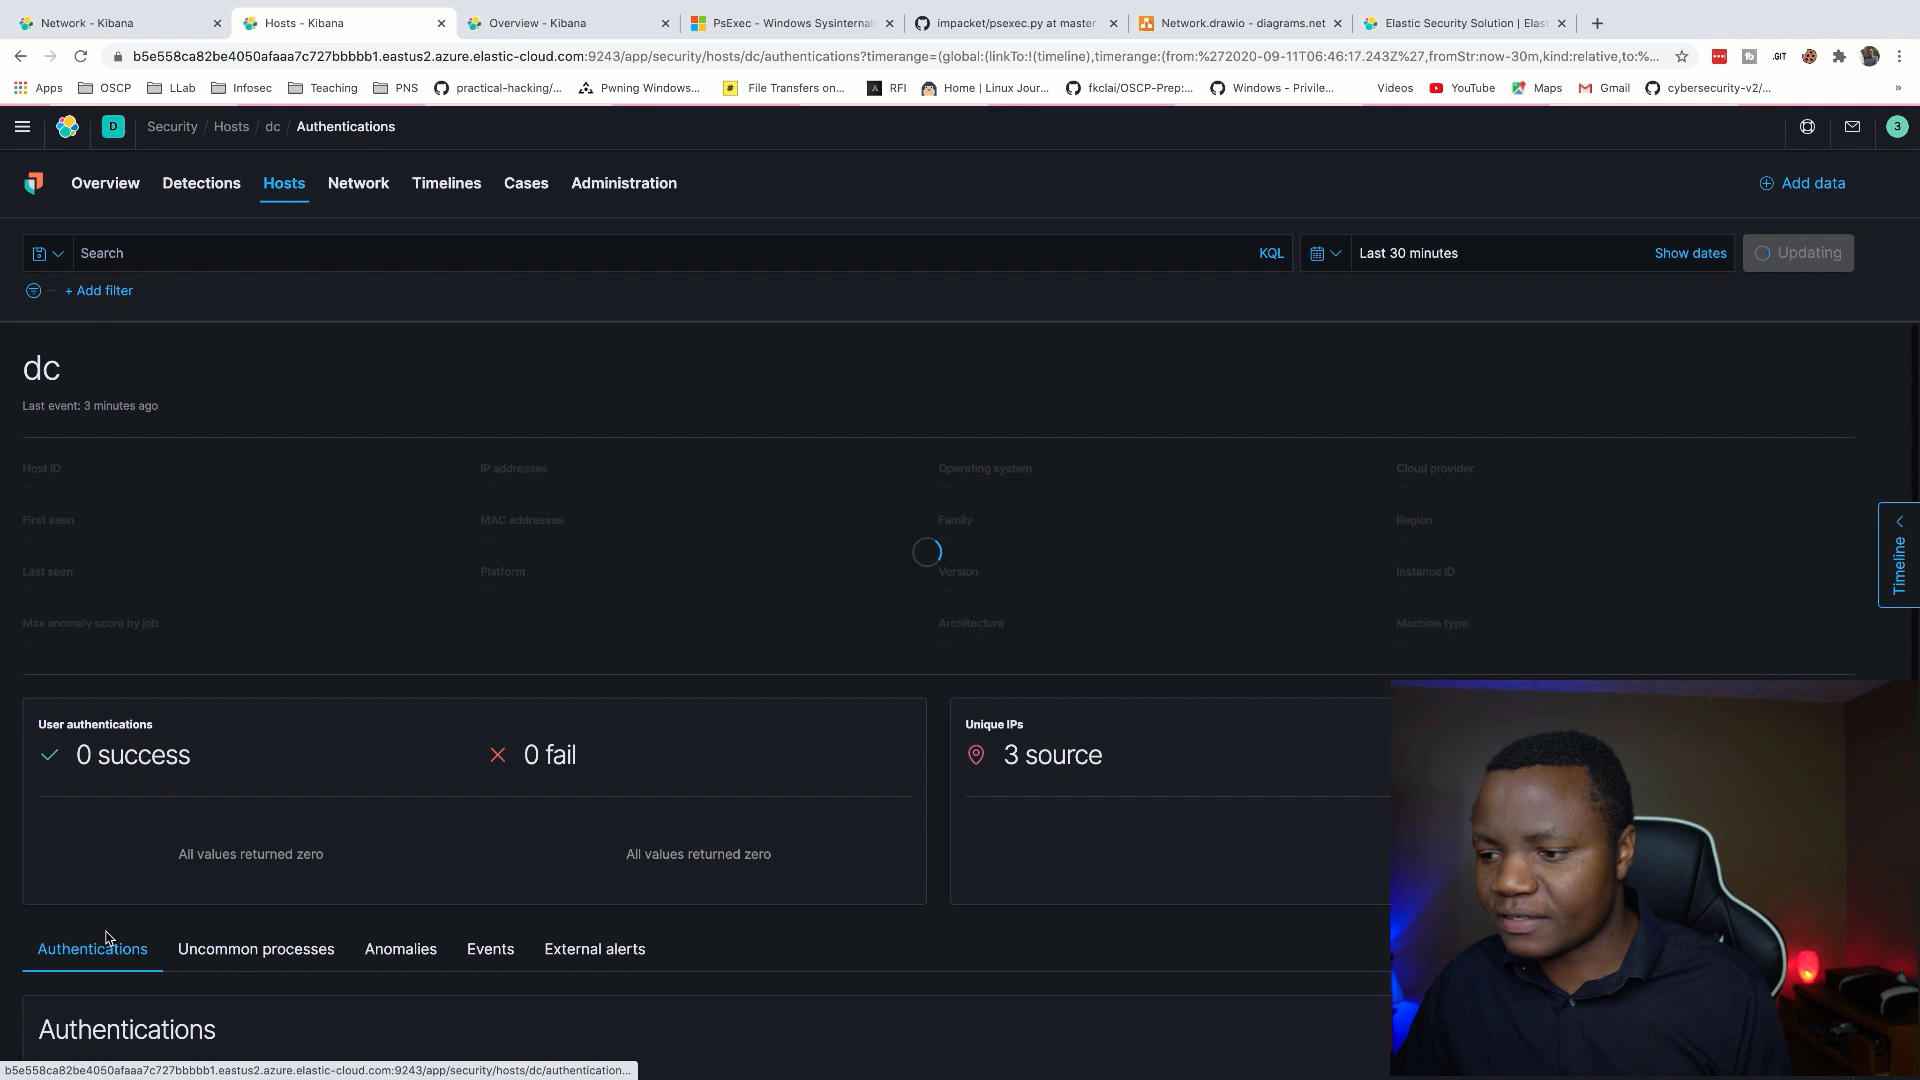 Network - Kibana
Hosts - Kibana
Overview - Kibana
PsExec - Windows Sysinternals
impacket/psexec.py at master
Network.drawio - diagrams.net
Elastic Security Solution | Elast
b5e558ca82be4050afaaa7c727bbbbb1.eastus2.azure.elastic-cloud.com:9243/app/security/hosts/dc/authentications?timerange=(global:(linkTo:!(timeline),timerange:(from:%272020-09-11T06:46:17.243Z%27,fromStr:now-30m,kind:relative,to:%...
.GIT
Apps
OSCP
LLab
Infosec
Teaching
PNS
practical-hacking/...
Pwning Windows...
File Transfers on...
RFI
Home | Linux Jour...
fkclai/OSCP-Prep:...
Windows - Privile...
Videos
YouTube
Maps
Gmail
cybersecurity-v2/...
»
D
Security / Hosts / dc / Authentications
3
Overview
Detections
Hosts
Network
Timelines
Cases
Administration
Add data
Search
KQL
Last 30 minutes
Show dates
Updating
+ Add filter
dc
Last event: 3 minutes ago
Host ID
IP addresses
Operating system
Cloud provider
First seen
MAC addresses
Family
Region
Last seen
Platform
Version
Instance ID
Max anomaly score by job
Architecture
Machine type
Timeline
User authentications
0 success
0 fail
All values returned zero
All values returned zero
Unique IPs
3 source
Authentications
Uncommon processes
Anomalies
Events
External alerts
Authentications
b5e558ca82be4050afaaa7c727bbbbb1.eastus2.azure.elastic-cloud.com:9243/app/security/hosts/dc/authentication...